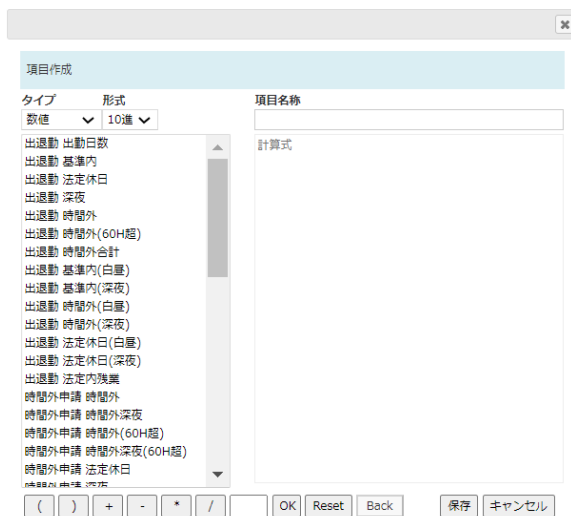 項目作成
タイプ 形式 項目名称
数値 10進
計算式
出退勤 出勤日数
出退勤 基準内
出退勤 法定休日
出退勤 深夜
出退勤 時間外
出退勤 時間外(60H超)
出退勤 時間外合計
出退勤 基準内(白昼)
出退勤 基準内(深夜)
出退勤 時間外(白昼)
出退勤 時間外(深夜)
出退勤 法定休日(白昼)
出退勤 法定休日(深夜)
出退勤 法定内残業
時間外申請 時間外
時間外申請 時間外深夜
時間外申請 時間外(60H超)
時間外申請 時間外深夜(60H超)
時間外申請 法定休日
時間外申請 深夜
( ) + - * / OK Reset Back 保存 キャンセル